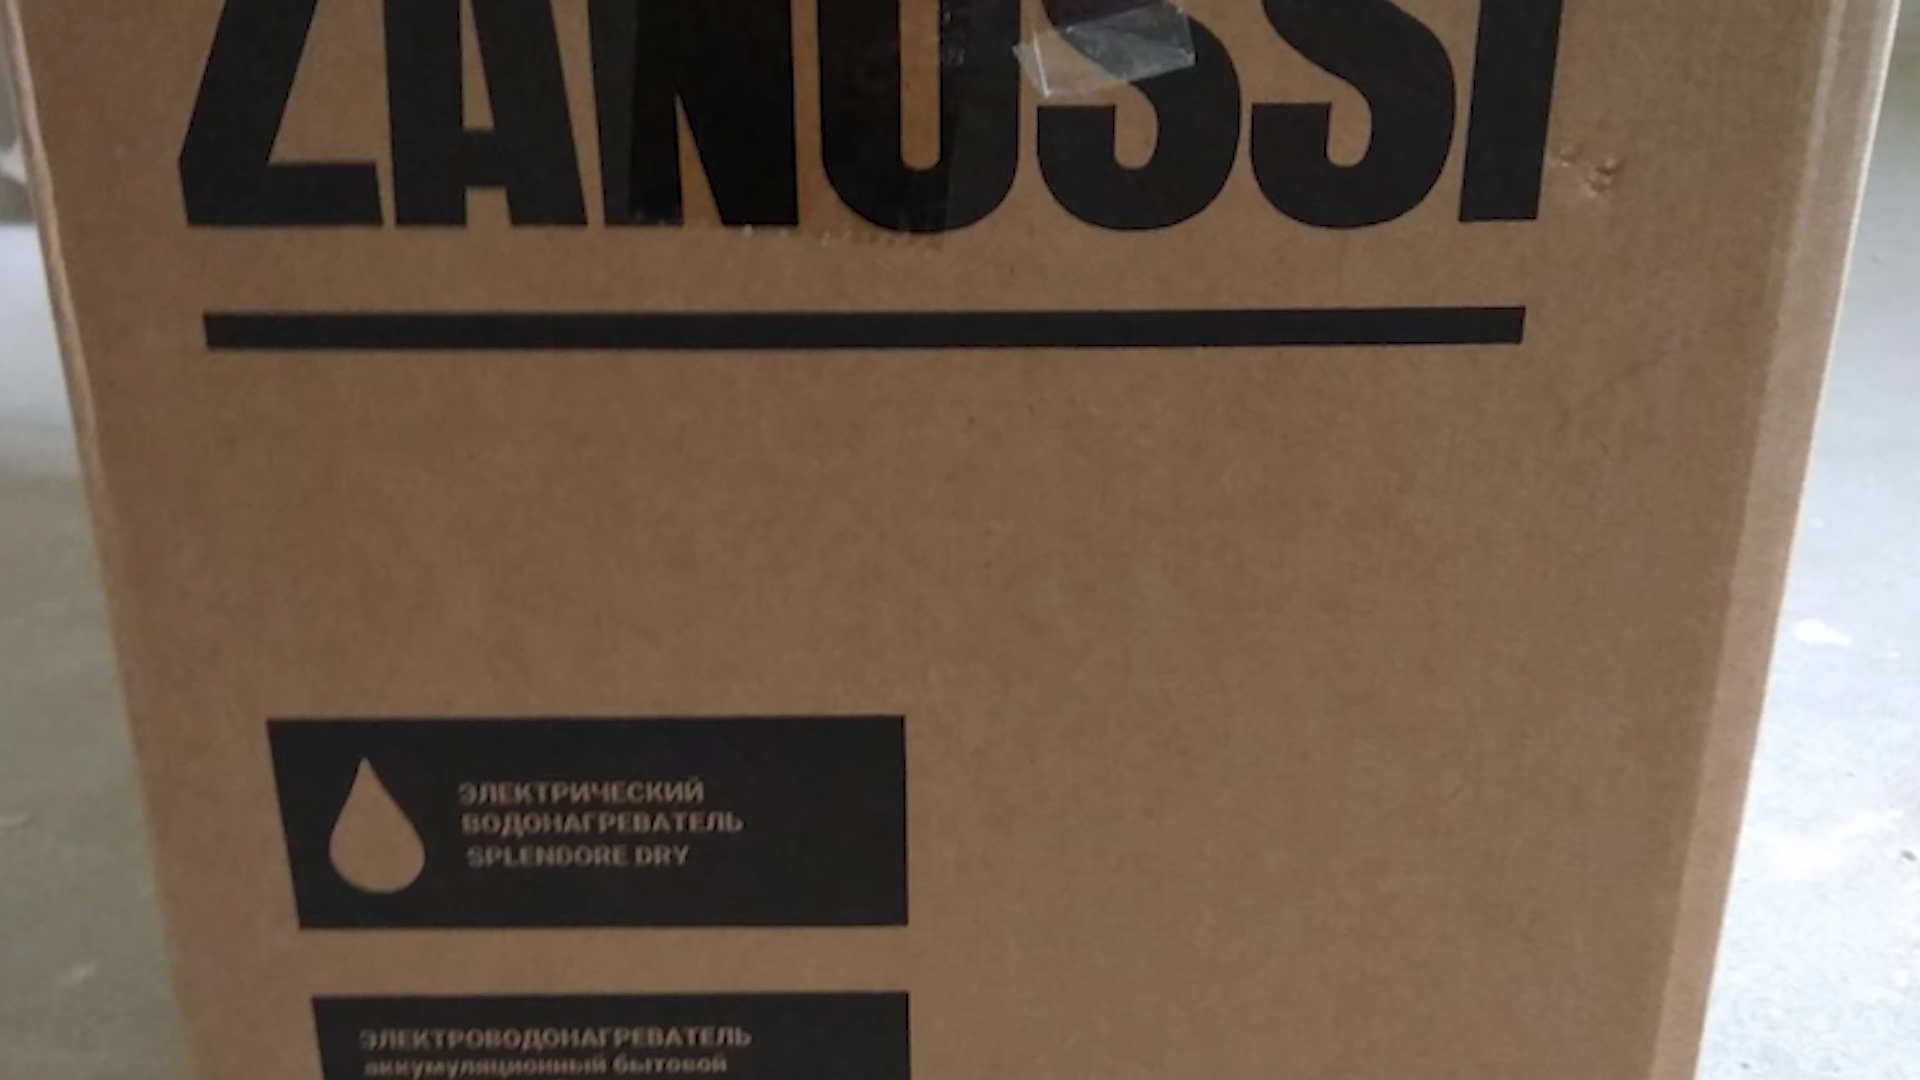 ZANUSSI
ЭЛЕКТРИЧЕСКИЙ
ВОДОНАГРЕВАТЕЛЬ
SPLENDORE DRY
ЭЛЕКТРОВОДОНАГРЕВАТЕЛЬ
аккумуляционный бытовой